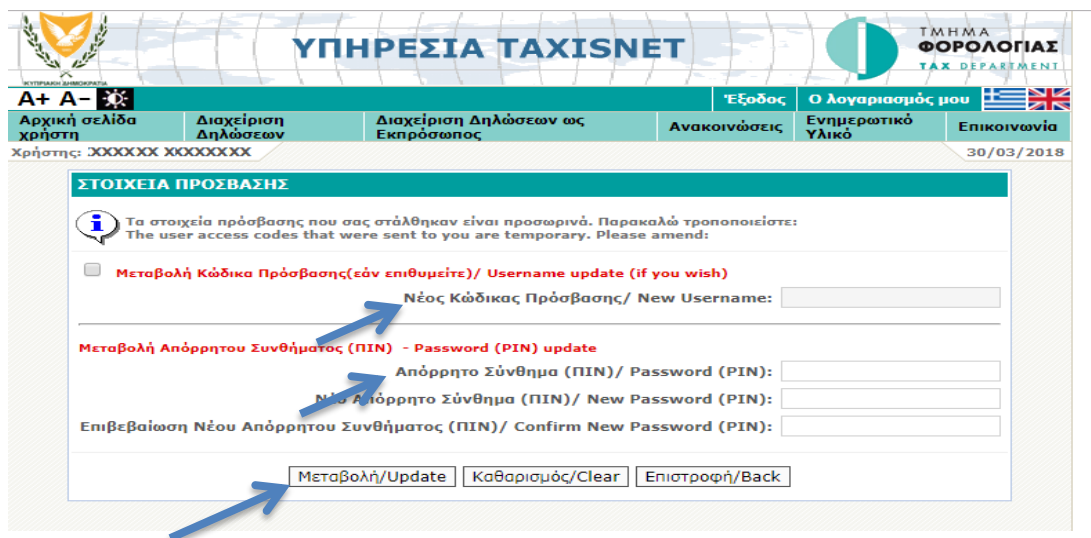 ΚΥΠΡΙΑΚΗ ΔΗΜΟΚΡΑΤΙΑ
ΥΠΗΡΕΣΙΑ TAXISNET
ΤΜΗΜΑ
ΦΟΡΟΛΟΓΙΑΣ
TAX DEPARTMENT
A+ A-
Έξοδος Ο λογαριασμός μου
Αρχική σελίδα χρήστη
Διαχείριση Δηλώσεων
Διαχείριση Δηλώσεων ως Εκπρόσωπος
Ανακοινώσεις
Ενημερωτικό Υλικό
Επικοινωνία
Χρήστης: XXXXXX XXXXXXXX 30/03/2018
ΣΤΟΙΧΕΙΑ ΠΡΟΣΒΑΣΗΣ
Τα στοιχεία πρόσβασης που σας στάλθηκαν είναι προσωρινά. Παρακαλώ τροποποιείστε:
The user access codes that were sent to you are temporary. Please amend:
Μεταβολή Κώδικα Πρόσβασης(εάν επιθυμείτε)/ Username update (if you wish)
Νέος Κώδικας Πρόσβασης/ New Username:
Μεταβολή Απόρρητου Συνθήματος (ΠΙΝ) - Password (PIN) update
Απόρρητο Σύνθημα (ΠΙΝ)/ Password (PIN):
Νέο Απόρρητο Σύνθημα (ΠΙΝ)/ New Password (PIN):
Επιβεβαίωση Νέου Απόρρητου Συνθήματος (ΠΙΝ)/ Confirm New Password (PIN):
Μεταβολή/Update Καθαρισμός/Clear Επιστροφή/Back